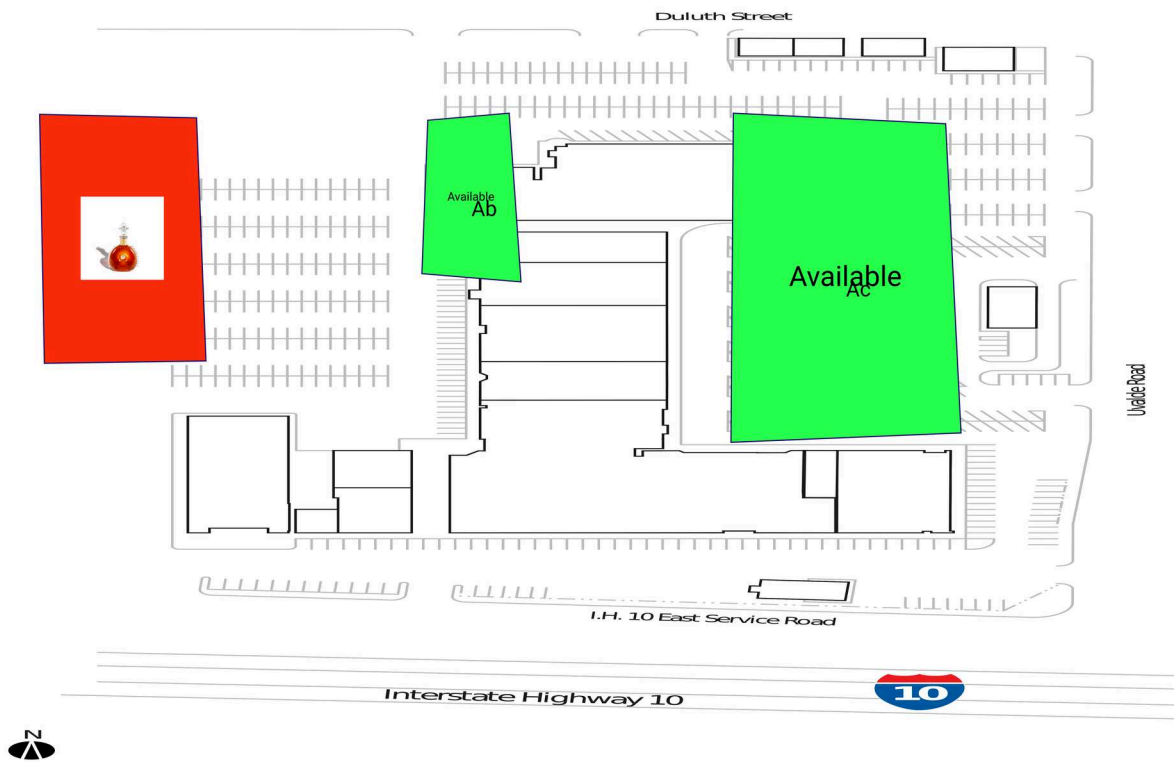 Duluth Street
Available
Ab
Available
Ac
Uvalde Road
I.H. 10 East Service Road
Interstate Highway 10
10
N